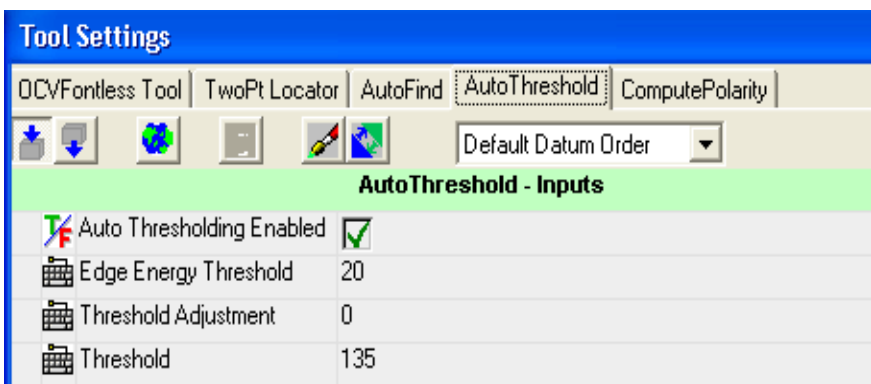 Tool Settings
OCVFontless Tool TwoPt Locator AutoFind AutoThreshold ComputePolarity
Default Datum Order
AutoThreshold - Inputs
T/F Auto Thresholding Enabled
Edge Energy Threshold 20
Threshold Adjustment 0
Threshold 135